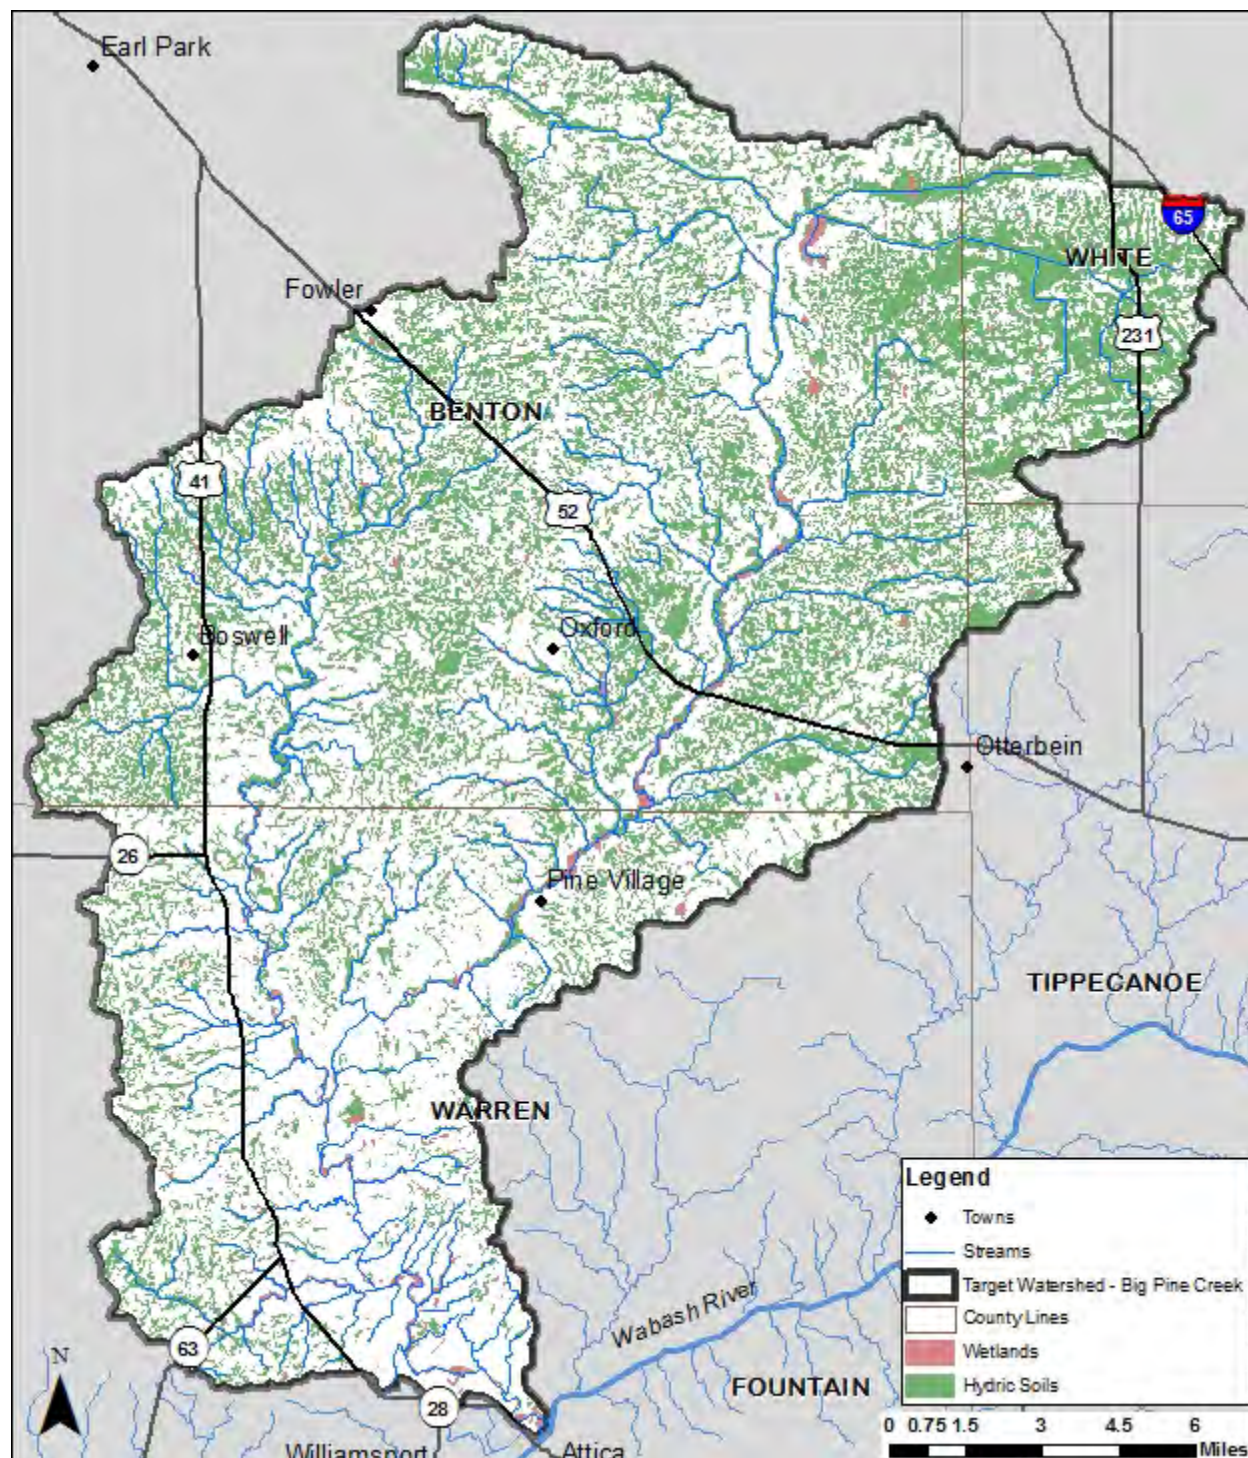 Earl Park
65
WHITE
Fowler
231
BENTON
41
52
Boswell
Oxford
Otterbein
26
Pine Village
TIPPECANOE
WARREN
Legend
Towns
Streams
Target Watershed - Big Pine Creek
County Lines
Wetlands
Hydric Soils
Wabash River
63
N
FOUNTAIN
28
0 0.75 1.5 3 4.5 6
Miles
Williamsport
Attica